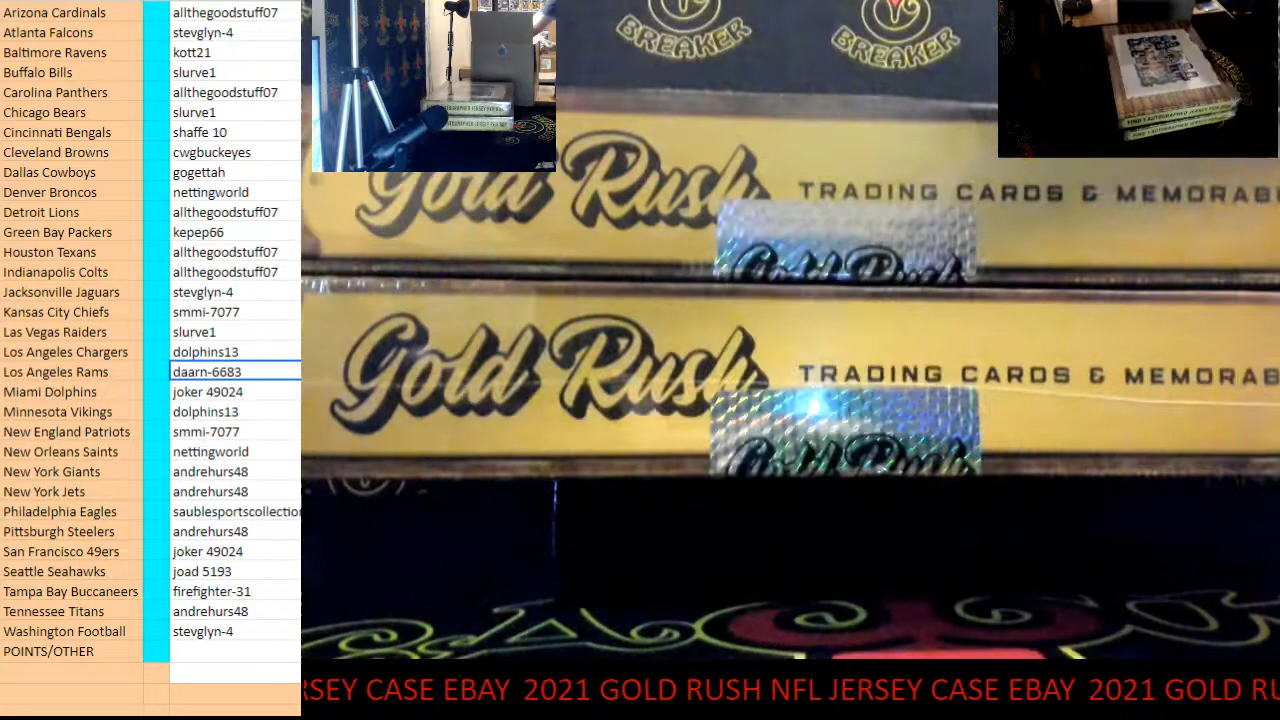 Arizona Cardinals allthegoodstuff07
Atlanta Falcons stevglyn-4
Baltimore Ravens kott21
Buffalo Bills slurve1
Carolina Panthers allthegoodstuff07
Chicago Bears slurve1
Cincinnati Bengals shaffe 10
Cleveland Browns cwgbuckeyes
Dallas Cowboys gogettah
Denver Broncos nettingworld
Detroit Lions allthegoodstuff07
Green Bay Packers kepep66
Houston Texans allthegoodstuff07
Indianapolis Colts allthegoodstuff07
Jacksonville Jaguars stevglyn-4
Kansas City Chiefs smmi-7077
Las Vegas Raiders slurve1
Los Angeles Chargers dolphins13
Los Angeles Rams daarn-6683
Miami Dolphins joker 49024
Minnesota Vikings dolphins13
New England Patriots smmi-7077
New Orleans Saints nettingworld
New York Giants andrehurs48
New York Jets andrehurs48
Philadelphia Eagles saublesportscollectio
Pittsburgh Steelers andrehurs48
San Francisco 49ers joker 49024
Seattle Seahawks joad 5193
Tampa Bay Buccaneers firefighter-31
Tennessee Titans andrehurs48
Washington Football stevglyn-4
POINTS/OTHER
BREAKER BREAKER
Gold Rush TRADING CARDS & MEMORAB
Gold Rush
Gold Rush TRADING CARDS & MEMORAB
Gold Rush
RSEY CASE EBAY 2021 GOLD RUSH NFL JERSEY CASE EBAY 2021 GOLD RU